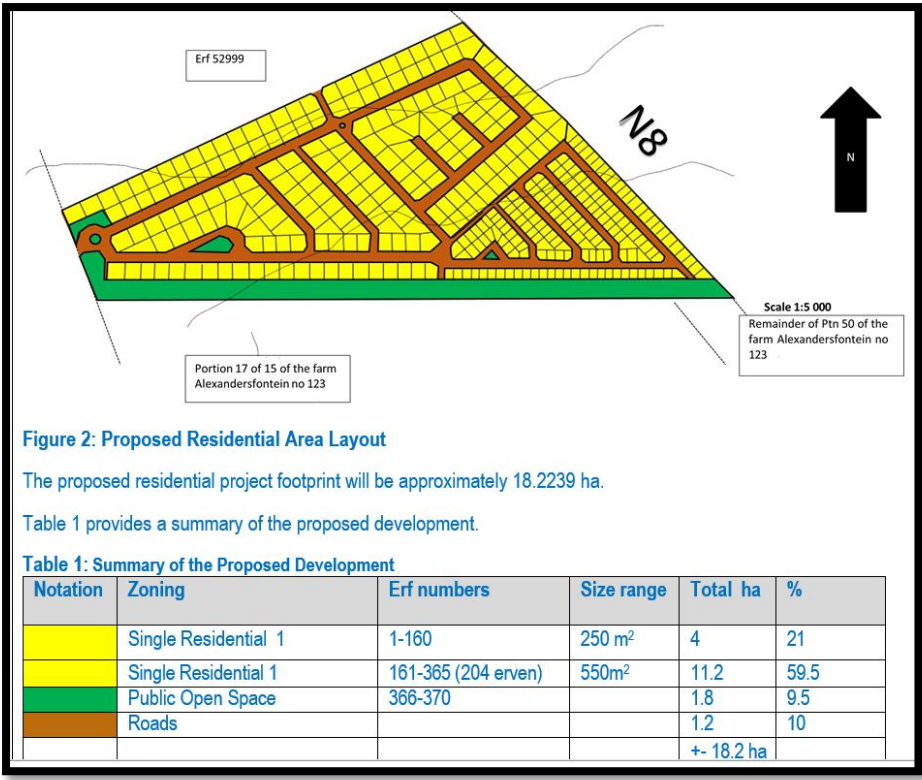 Erf 52999
N8
N
Scale 1:5 000
Remainder of Ptn 50 of the
farm Alexandersfontein no
123
Portion 17 of 15 of the farm
Alexandersfontein no 123
Figure 2: Proposed Residential Area Layout
The proposed residential project footprint will be approximately 18.2239 ha.
Table 1 provides a summary of the proposed development.
Table 1: Summary of the Proposed Development
Notation Zoning Erf numbers Size range Total ha %
Single Residential 1 1-160 250 m² 4 21
Single Residential 1 161-365 (204 erven) 550m² 11.2 59.5
Public Open Space 366-370 1.8 9.5
Roads 1.2 10
+- 18.2 ha